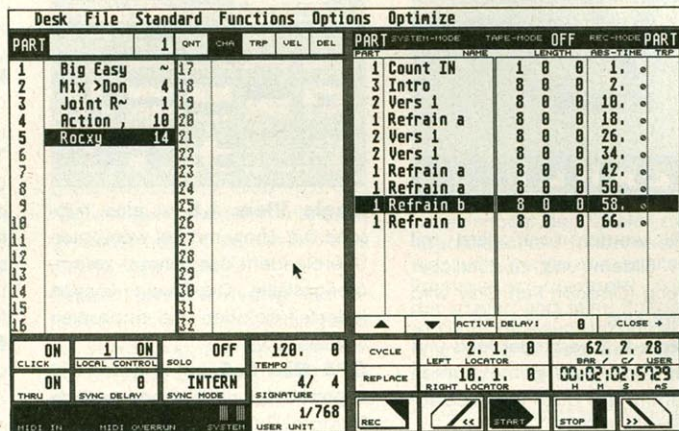 Desk File Standard Functions Options Optimize
PART 1 QNT CHA TRP VEL DEL
PART SYSTEM-MODE TAPE-MODE OFF REC-MODE PART
PART NAME LENGTH ABS-TIME TRP
1 Big Easy ~ 17
2 Mix >Don 4 18
3 Joint R~ 1 19
4 Action , 10 20
5 Rocxy 14 21
6 22
7 23
8 24
9 25
10 26
11 27
12 28
13 29
14 30
15 31
16 32
1 Count IN 1 0 0 1.
3 Intro 8 0 0 2.
2 Vers 1 8 0 0 10.
1 Refrain a 8 0 0 18.
2 Vers 1 8 0 0 26.
2 Vers 1 8 0 0 34.
1 Refrain a 8 0 0 42.
1 Refrain a 8 0 0 50.
1 Refrain b 8 0 0 58.
1 Refrain b 8 0 0 66.
ACTIVE DELAY: 0 CLOSE
ON 1 ON OFF 120. 0
CLICK LOCAL CONTROL SOLO TEMPO
ON 0 INTERN 4/ 4
THRU SYNC DELAY SYNC MODE SIGNATURE
1/768
MIDI IN MIDI OVERRUN SYSTEM USER UNIT
CYCLE 2. 1. 0 62. 2. 28
LEFT LOCATOR BAR / C/ USER
REPLACE 10. 1. 0 00:02:02:5129
RIGHT LOCATOR H M S mS
REC << START STOP >>